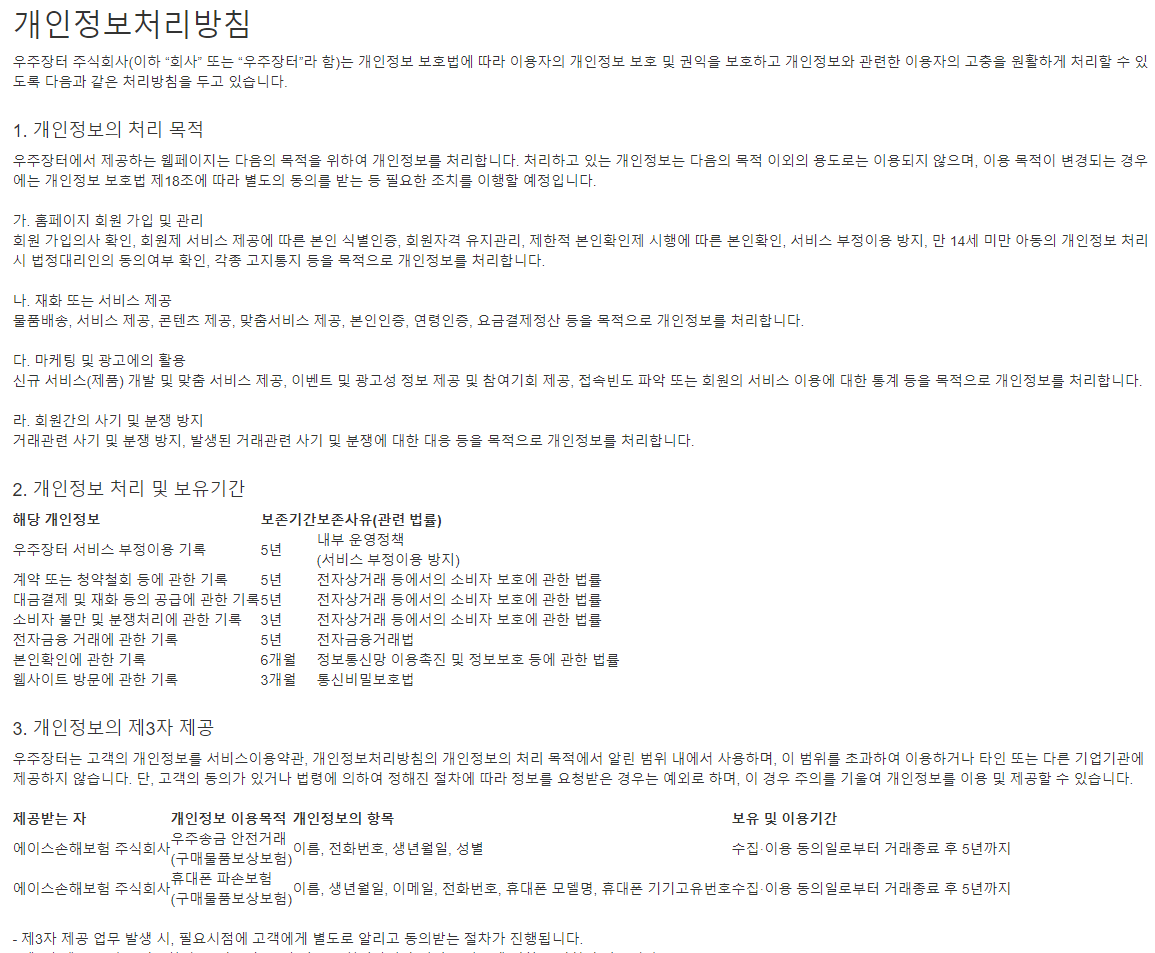 개인정보처리방침
우주장터 주식회사(이하 “회사” 또는 “우주장터”라 함)는 개인정보 보호법에 따라 이용자의 개인정보 보호 및 권익을 보호하고 개인정보와 관련한 이용자의 고충을 원활하게 처리할 수 있
도록 다음과 같은 처리방침을 두고 있습니다.
1. 개인정보의 처리 목적
우주장터에서 제공하는 웹페이지는 다음의 목적을 위하여 개인정보를 처리합니다. 처리하고 있는 개인정보는 다음의 목적 이외의 용도로는 이용되지 않으며, 이용 목적이 변경되는 경우
에는 개인정보 보호법 제18조에 따라 별도의 동의를 받는 등 필요한 조치를 이행할 예정입니다.
가. 홈페이지 회원 가입 및 관리
회원 가입의사 확인, 회원제 서비스 제공에 따른 본인 식별인증, 회원자격 유지관리, 제한적 본인확인제 시행에 따른 본인확인, 서비스 부정이용 방지, 만 14세 미만 아동의 개인정보 처리
시 법정대리인의 동의여부 확인, 각종 고지통지 등을 목적으로 개인정보를 처리합니다.
나. 재화 또는 서비스 제공
물품배송, 서비스 제공, 콘텐츠 제공, 맞춤서비스 제공, 본인인증, 연령인증, 요금결제정산 등을 목적으로 개인정보를 처리합니다.
다. 마케팅 및 광고에의 활용
신규 서비스(제품) 개발 및 맞춤 서비스 제공, 이벤트 및 광고성 정보 제공 및 참여기회 제공, 접속빈도 파악 또는 회원의 서비스 이용에 대한 통계 등을 목적으로 개인정보를 처리합니다.
라. 회원간의 사기 및 분쟁 방지
거래관련 사기 및 분쟁 방지, 발생된 거래관련 사기 및 분쟁에 대한 대응 등을 목적으로 개인정보를 처리합니다.
2. 개인정보 처리 및 보유기간
해당 개인정보 보존기간 보존사유(관련 법률)
우주장터 서비스 부정이용 기록 5년 내부 운영정책
(서비스 부정이용 방지)
계약 또는 청약철회 등에 관한 기록 5년 전자상거래 등에서의 소비자 보호에 관한 법률
대금결제 및 재화 등의 공급에 관한 기록 5년 전자상거래 등에서의 소비자 보호에 관한 법률
소비자 불만 및 분쟁처리에 관한 기록 3년 전자상거래 등에서의 소비자 보호에 관한 법률
전자금융 거래에 관한 기록 5년 전자금융거래법
본인확인에 관한 기록 6개월 정보통신망 이용촉진 및 정보보호 등에 관한 법률
웹사이트 방문에 관한 기록 3개월 통신비밀보호법
3. 개인정보의 제3자 제공
우주장터는 고객의 개인정보를 서비스이용약관, 개인정보처리방침의 개인정보의 처리 목적에서 알린 범위 내에서 사용하며, 이 범위를 초과하여 이용하거나 타인 또는 다른 기업기관에
제공하지 않습니다. 단, 고객의 동의가 있거나 법령에 의하여 정해진 절차에 따라 정보를 요청받은 경우는 예외로 하며, 이 경우 주의를 기울여 개인정보를 이용 및 제공할 수 있습니다.
제공받는 자 개인정보 이용목적 개인정보의 항목 보유 및 이용기간
에이스손해보험 주식회사 우주송금 안전거래
(구매물품보상보험) 이름, 전화번호, 생년월일, 성별 수집·이용 동의일로부터 거래종료 후 5년까지
에이스손해보험 주식회사 휴대폰 파손보험
(구매물품보상보험) 이름, 생년월일, 이메일, 전화번호, 휴대폰 모델명, 휴대폰 기기고유번호 수집·이용 동의일로부터 거래종료 후 5년까지
- 제3자 제공 업무 발생 시, 필요시점에 고객에게 별도로 알리고 동의받는 절차가 진행됩니다.